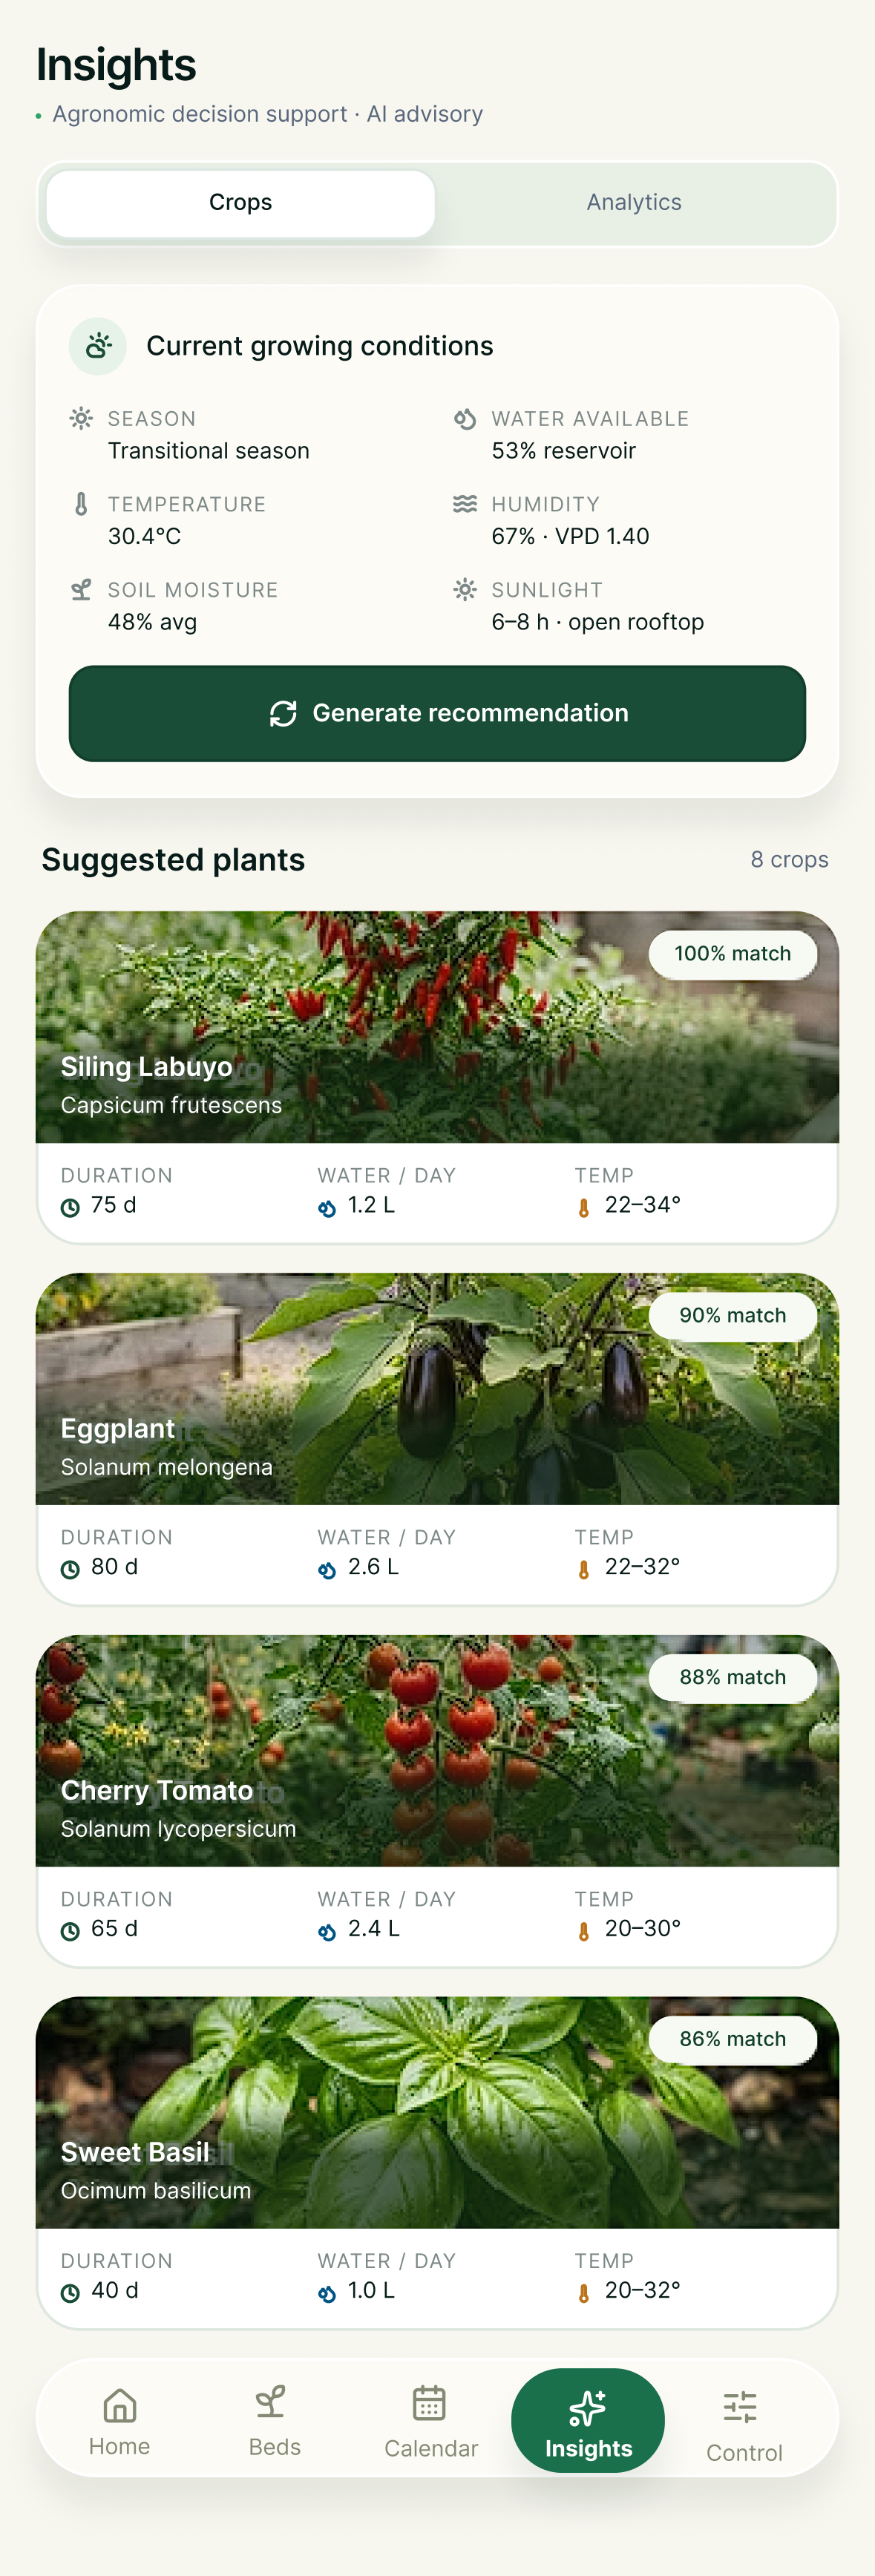 Insights
• Agronomic decision support · AI advisory
Crops
Analytics
Current growing conditions
SEASON
Transitional season
WATER AVAILABLE
53% reservoir
TEMPERATURE
30.4°C
HUMIDITY
67% · VPD 1.40
SOIL MOISTURE
48% avg
SUNLIGHT
6–8 h · open rooftop
Generate recommendation
Suggested plants
8 crops
100% match
Siling Labuyo
Capsicum frutescens
DURATION
75 d
WATER / DAY
1.2 L
TEMP
22–34°
90% match
Eggplant
Solanum melongena
DURATION
80 d
WATER / DAY
2.6 L
TEMP
22–32°
88% match
Cherry Tomato
Solanum lycopersicum
DURATION
65 d
WATER / DAY
2.4 L
TEMP
20–30°
86% match
Sweet Basil
Ocimum basilicum
DURATION
40 d
WATER / DAY
1.0 L
TEMP
20–32°
Home
Beds
Calendar
Insights
Control